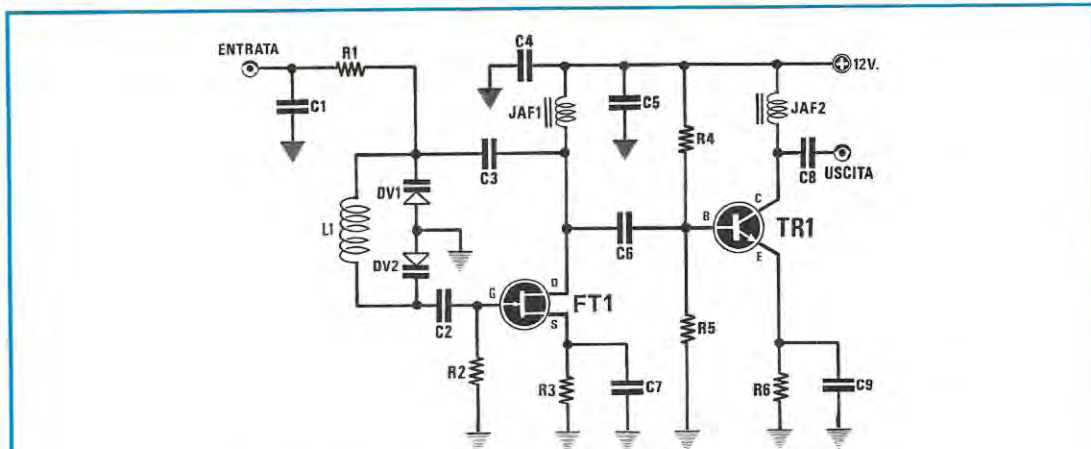 ENTRATA
R1
C1
C4
JAF1
C5
12V.
JAF2
R4
C3
DV1
L1
DV2
C8
USCITA
C
B
TR1
E
C6
D
G
FT1
S
C2
R2
R3
C7
R5
R6
C9